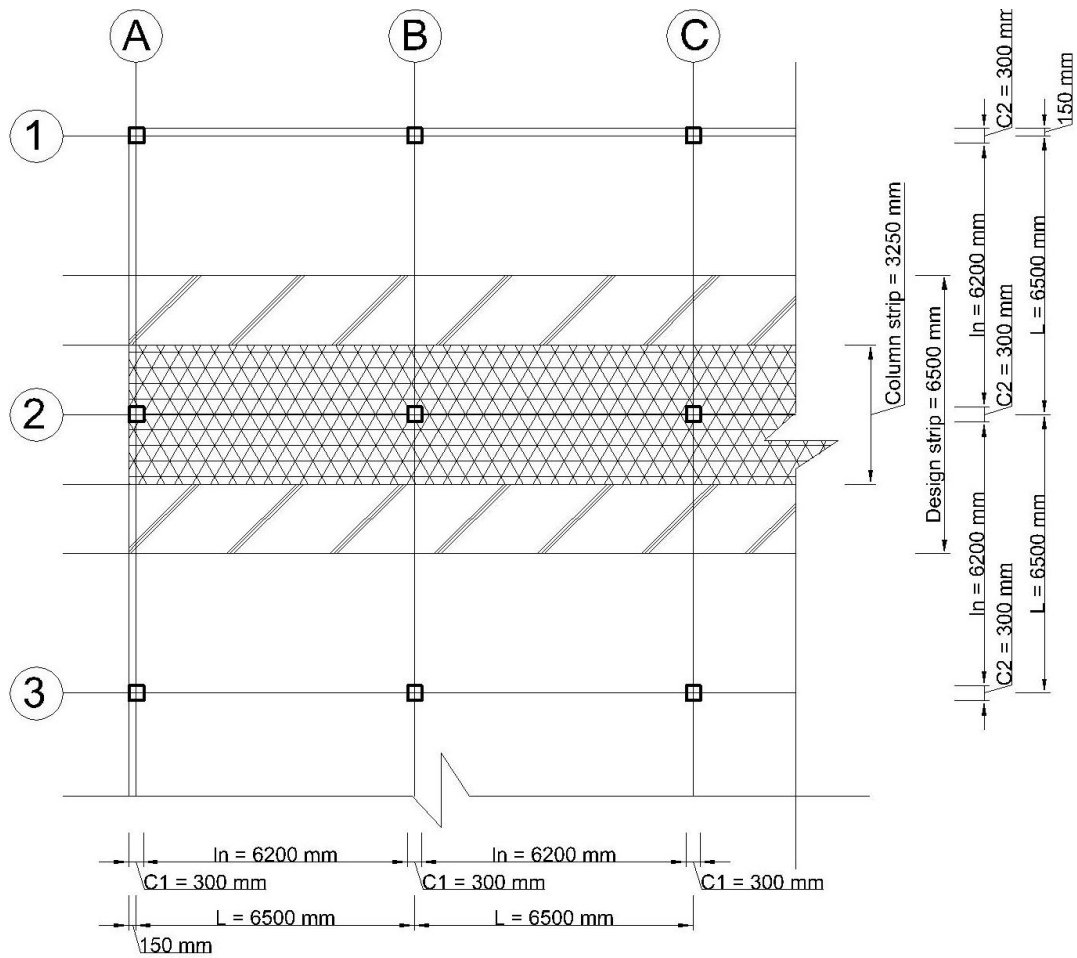 A
B
C
1
2
3
C2 = 300 mm
150 mm
ln = 6200 mm
L = 6500 mm
Column strip = 3250 mm
Design strip = 6500 mm
C2 = 300 mm
ln = 6200 mm
L = 6500 mm
C2 = 300 mm
ln = 6200 mm
ln = 6200 mm
C1 = 300 mm
C1 = 300 mm
C1 = 300 mm
L = 6500 mm
L = 6500 mm
150 mm